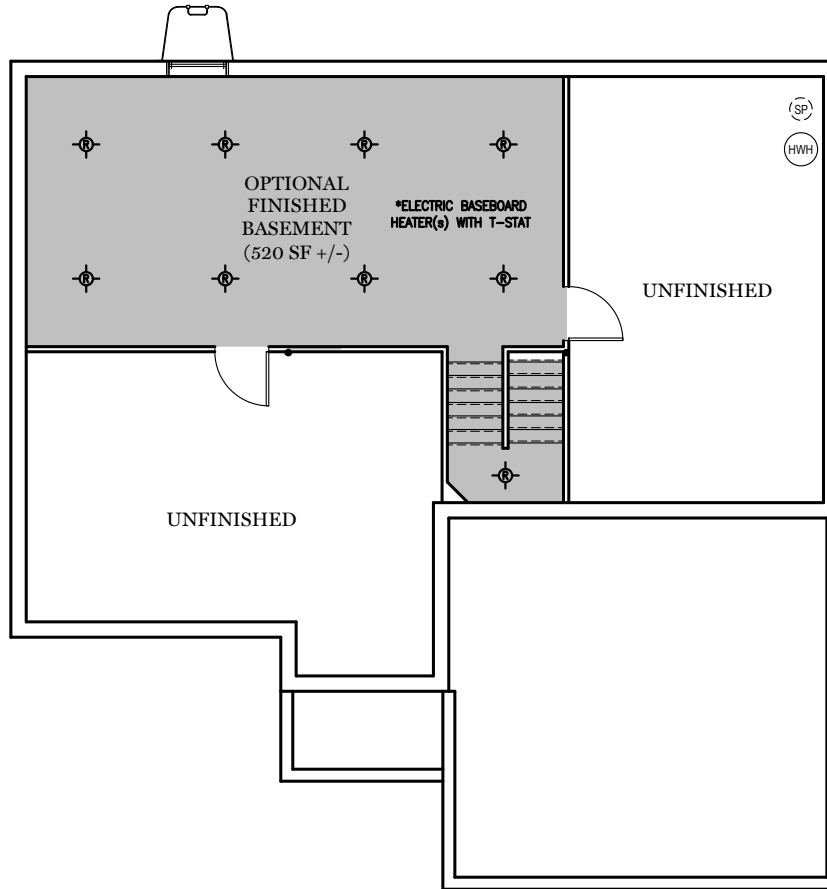 SP
HWH
R R R R
OPTIONAL
FINISHED
BASEMENT
(520 SF +/-)
*ELECTRIC BASEBOARD
HEATER(s) WITH T-STAT
R R R R
UNFINISHED
R
UNFINISHED